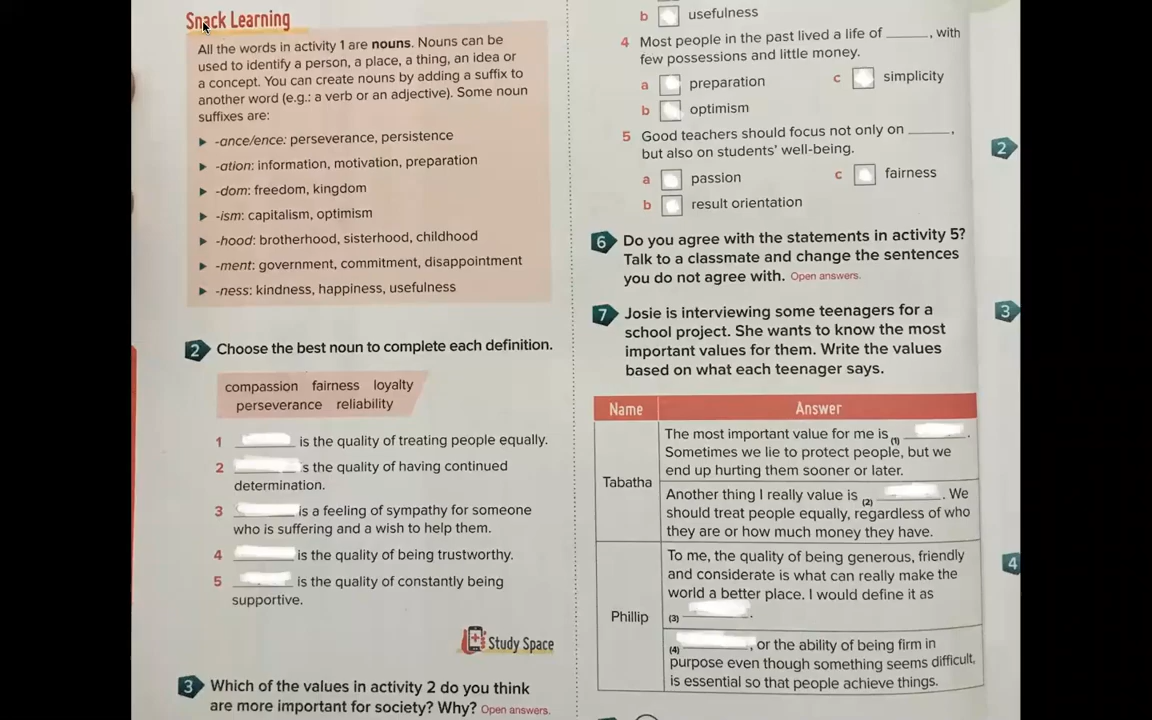 Snack Learning
All the words in activity 1 are nouns. Nouns can be
used to identify a person, a place, a thing, an idea or
a concept. You can create nouns by adding a suffix to
another word (e.g.: a verb or an adjective). Some noun
suffixes are:
-ance/ence: perseverance, persistence
-ation: information, motivation, preparation
-dom: freedom, kingdom
-ism: capitalism, optimism
-hood: brotherhood, sisterhood, childhood
-ment: government, commitment, disappointment
-ness: kindness, happiness, usefulness
2 Choose the best noun to complete each definition.
compassion fairness loyalty
perseverance reliability
1 ______ is the quality of treating people equally.
2 ______ s the quality of having continued
determination.
3 ______ is a feeling of sympathy for someone
who is suffering and a wish to help them.
4 ______ is the quality of being trustworthy.
5 ______ is the quality of constantly being
supportive.
Study Space
3 Which of the values in activity 2 do you think
are more important for society? Why? Open answers.
b usefulness
4 Most people in the past lived a life of ______, with
few possessions and little money.
a preparation c simplicity
b optimism
5 Good teachers should focus not only on ______,
but also on students' well-being.
a passion c fairness
b result orientation
6 Do you agree with the statements in activity 5?
Talk to a classmate and change the sentences
you do not agree with. Open answers.
7 Josie is interviewing some teenagers for a
school project. She wants to know the most
important values for them. Write the values
based on what each teenager says.
Name Answer
Tabatha
The most important value for me is (1) ______.
Sometimes we lie to protect people, but we
end up hurting them sooner or later.
Another thing I really value is (2) ______. We
should treat people equally, regardless of who
they are or how much money they have.
Phillip
To me, the quality of being generous, friendly
and considerate is what can really make the
world a better place. I would define it as
(3) ______.
(4) ______, or the ability of being firm in
purpose even though something seems difficult,
is essential so that people achieve things.
2
3
4